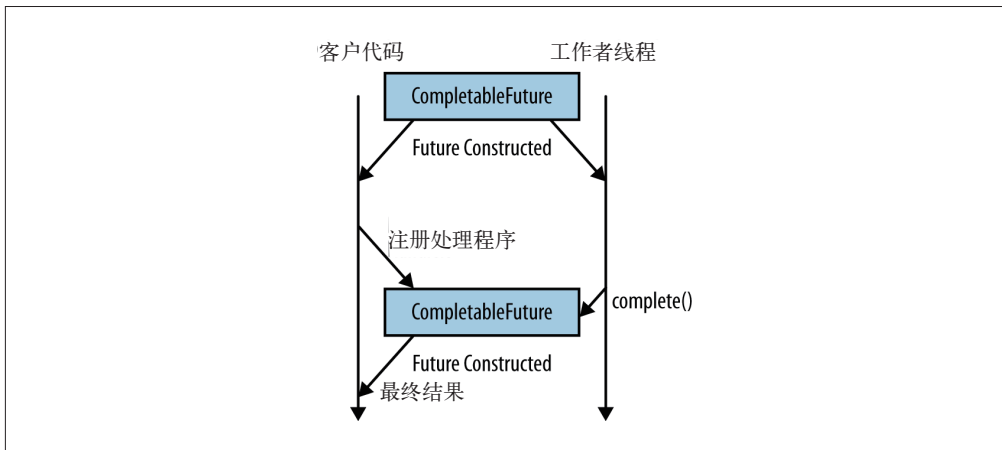 客户代码
工作者线程
CompletableFuture
Future Constructed
注册处理程序
CompletableFuture
complete()
Future Constructed
最终结果